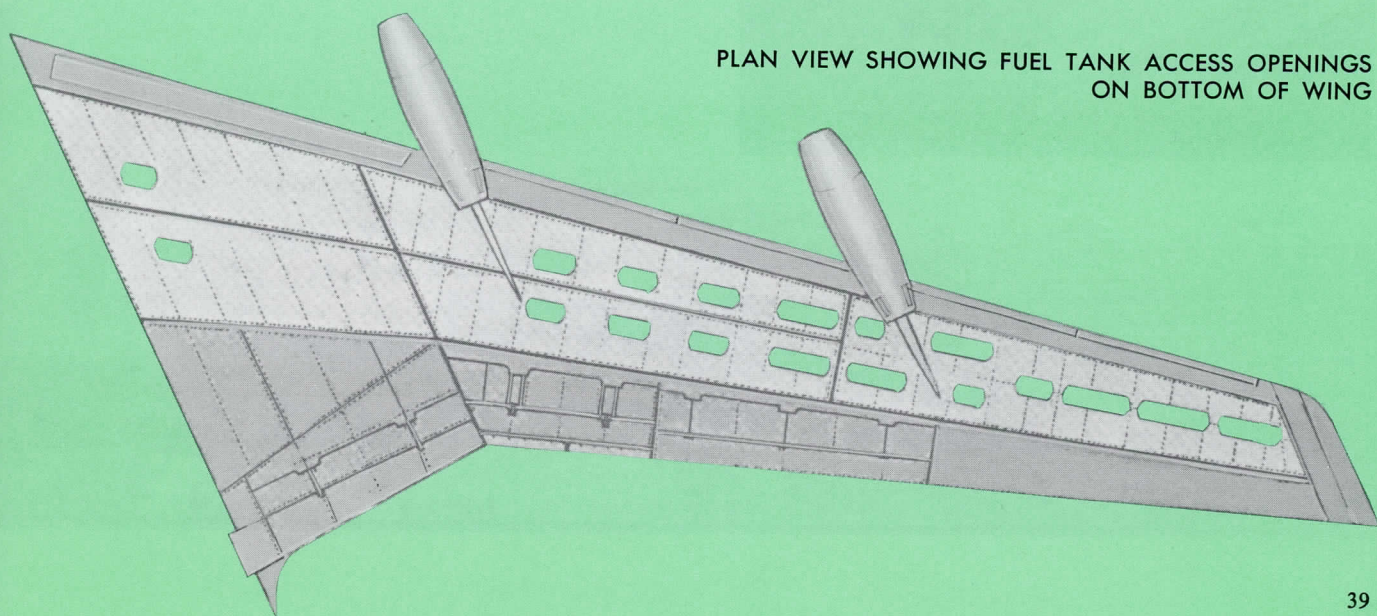 PLAN VIEW SHOWING FUEL TANK ACCESS OPENINGS
ON BOTTOM OF WING
39